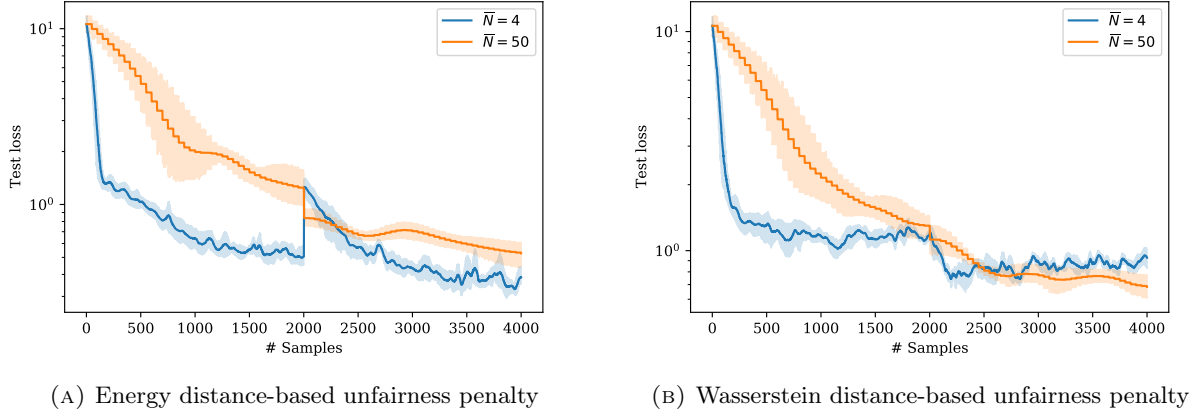 10¹
10⁰
Test loss
0
500
1000
1500
2000
2500
3000
3500
4000
# Samples
N̅ = 4
N̅ = 50
(A) Energy distance-based unfairness penalty
10¹
10⁰
Test loss
0
500
1000
1500
2000
2500
3000
3500
4000
# Samples
N̅ = 4
N̅ = 50
(B) Wasserstein distance-based unfairness penalty